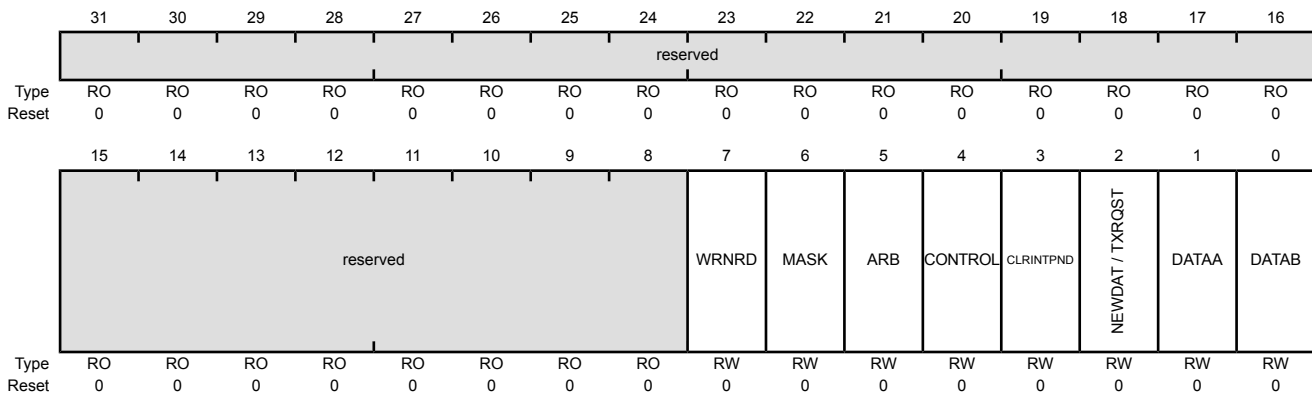 31 30 29 28 27 26 25 24 23 22 21 20 19 18 17 16
reserved
Type RO RO RO RO RO RO RO RO RO RO RO RO RO RO RO RO
Reset 0 0 0 0 0 0 0 0 0 0 0 0 0 0 0 0
15 14 13 12 11 10 9 8 7 6 5 4 3 2 1 0
reserved WRNRD MASK ARB CONTROL CLRINTPND NEWDAT / TXRQST DATAA DATAB
Type RO RO RO RO RO RO RO RO RW RW RW RW RW RW RW RW
Reset 0 0 0 0 0 0 0 0 0 0 0 0 0 0 0 0